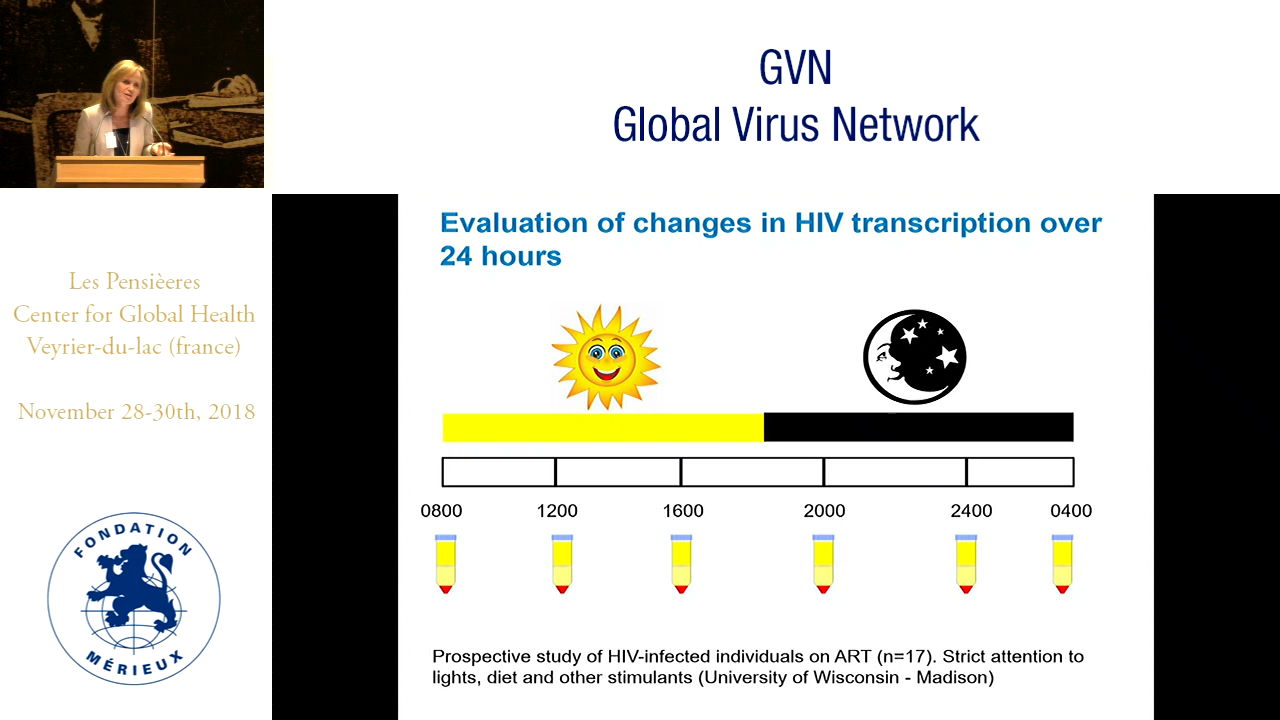 GVN
Global Virus Network
Evaluation of changes in HIV transcription over
24 hours
0800 1200 1600 2000 2400 0400
Prospective study of HIV-infected individuals on ART (n=17). Strict attention to
lights, diet and other stimulants (University of Wisconsin - Madison)
Les Pensièeres
Center for Global Health
Veyrier-du-lac (france)
November 28-30th, 2018
FONDATION
MÉRIEUX